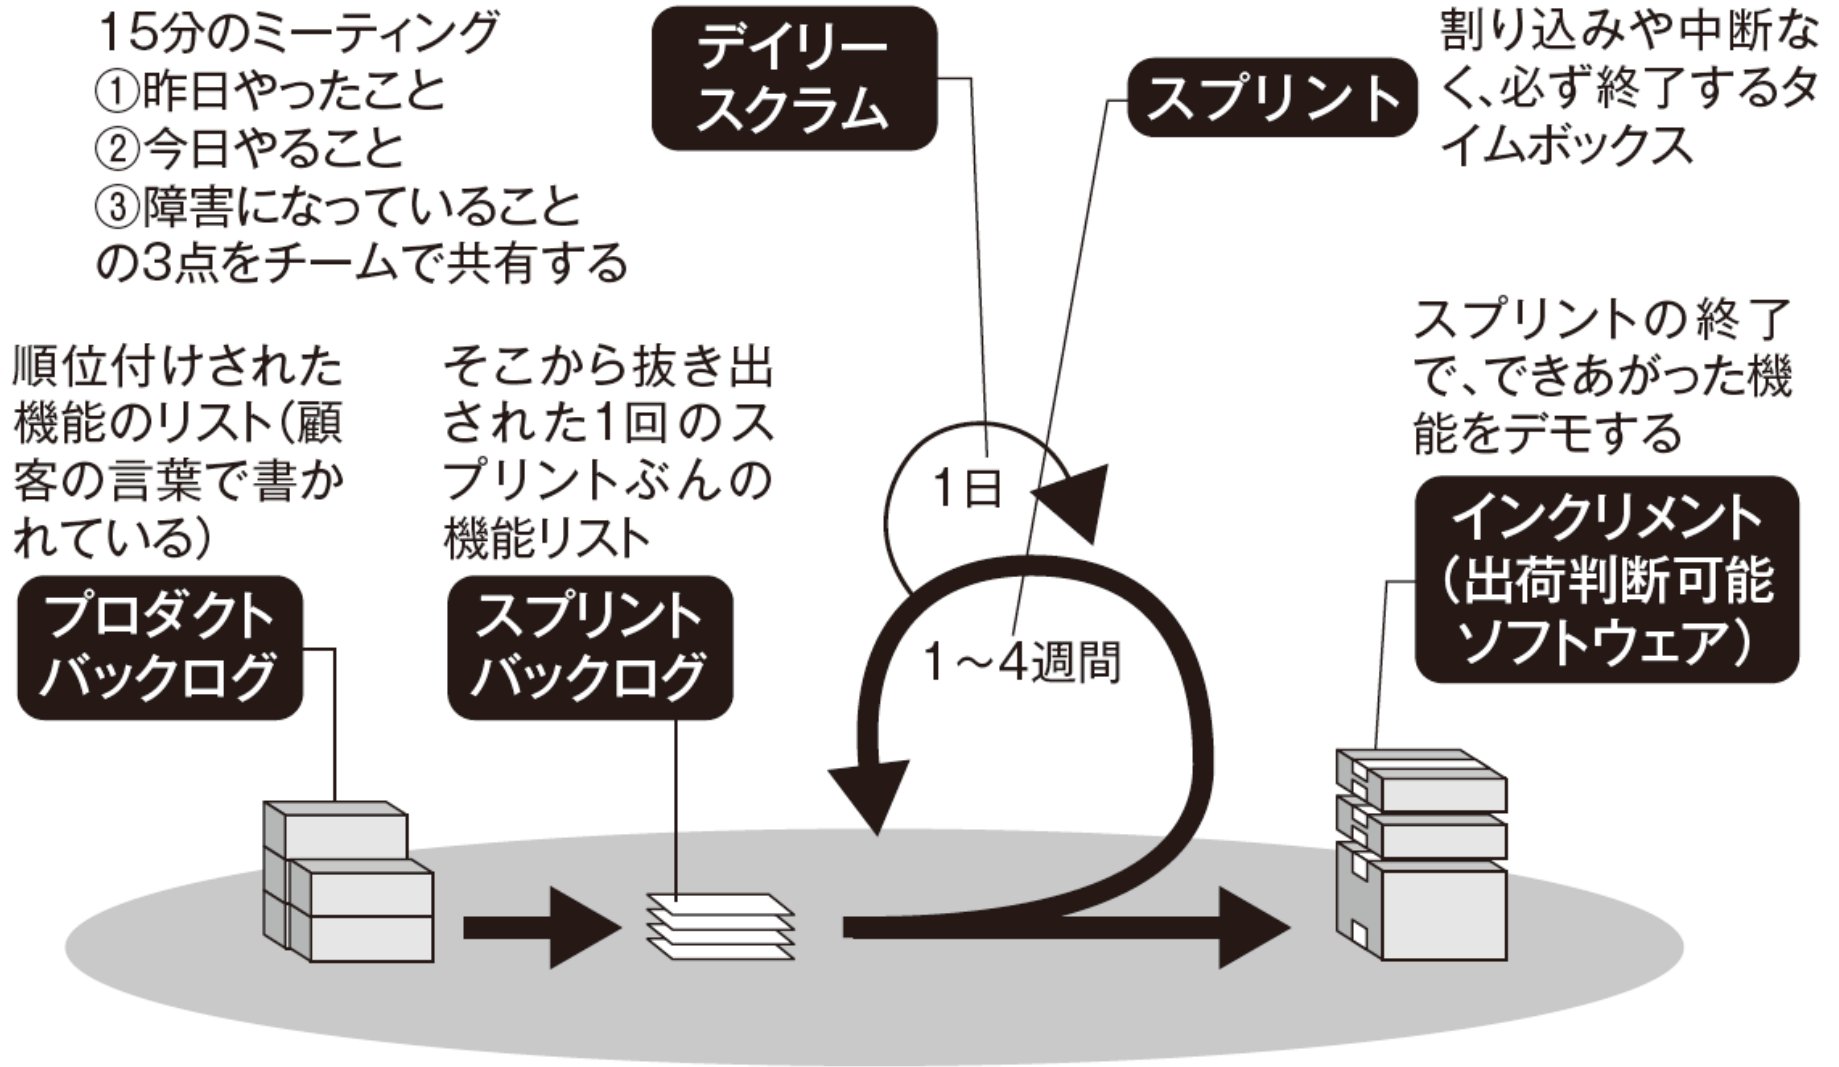 15分のミーティング
①昨日やったこと
②今日やること
③障害になっていること
の3点をチームで共有する
デイリー
スクラム
スプリント
割り込みや中断な
く、必ず終了するタ
イムボックス
順位付けされた
機能のリスト（顧
客の言葉で書か
れている）
プロダクト
バックログ
そこから抜き出
された1回のス
プリントぶんの
機能リスト
スプリント
バックログ
1日
1～4週間
スプリントの終了
で、できあがった機
能をデモする
インクリメント
（出荷判断可能
ソフトウェア）